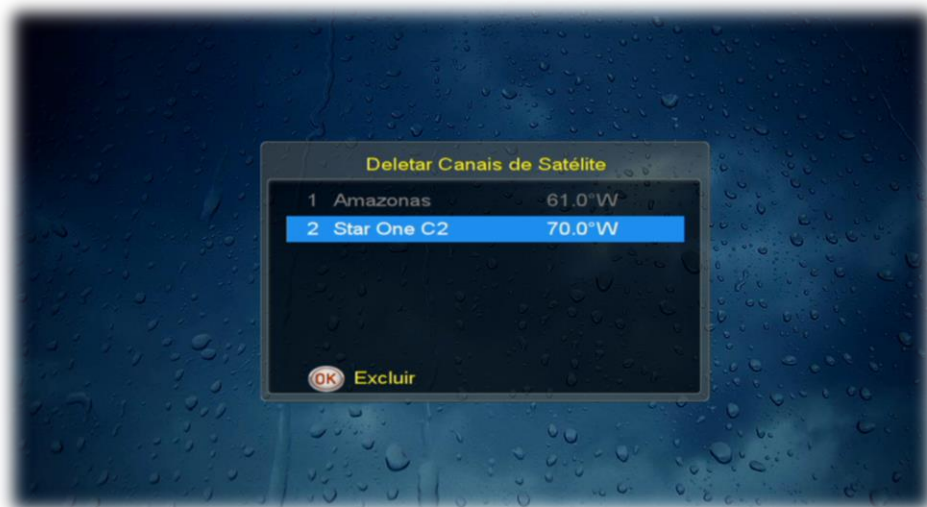 Deletar Canais de Satélite
1 Amazonas 61.0°W
2 Star One C2 70.0°W
OK Excluir